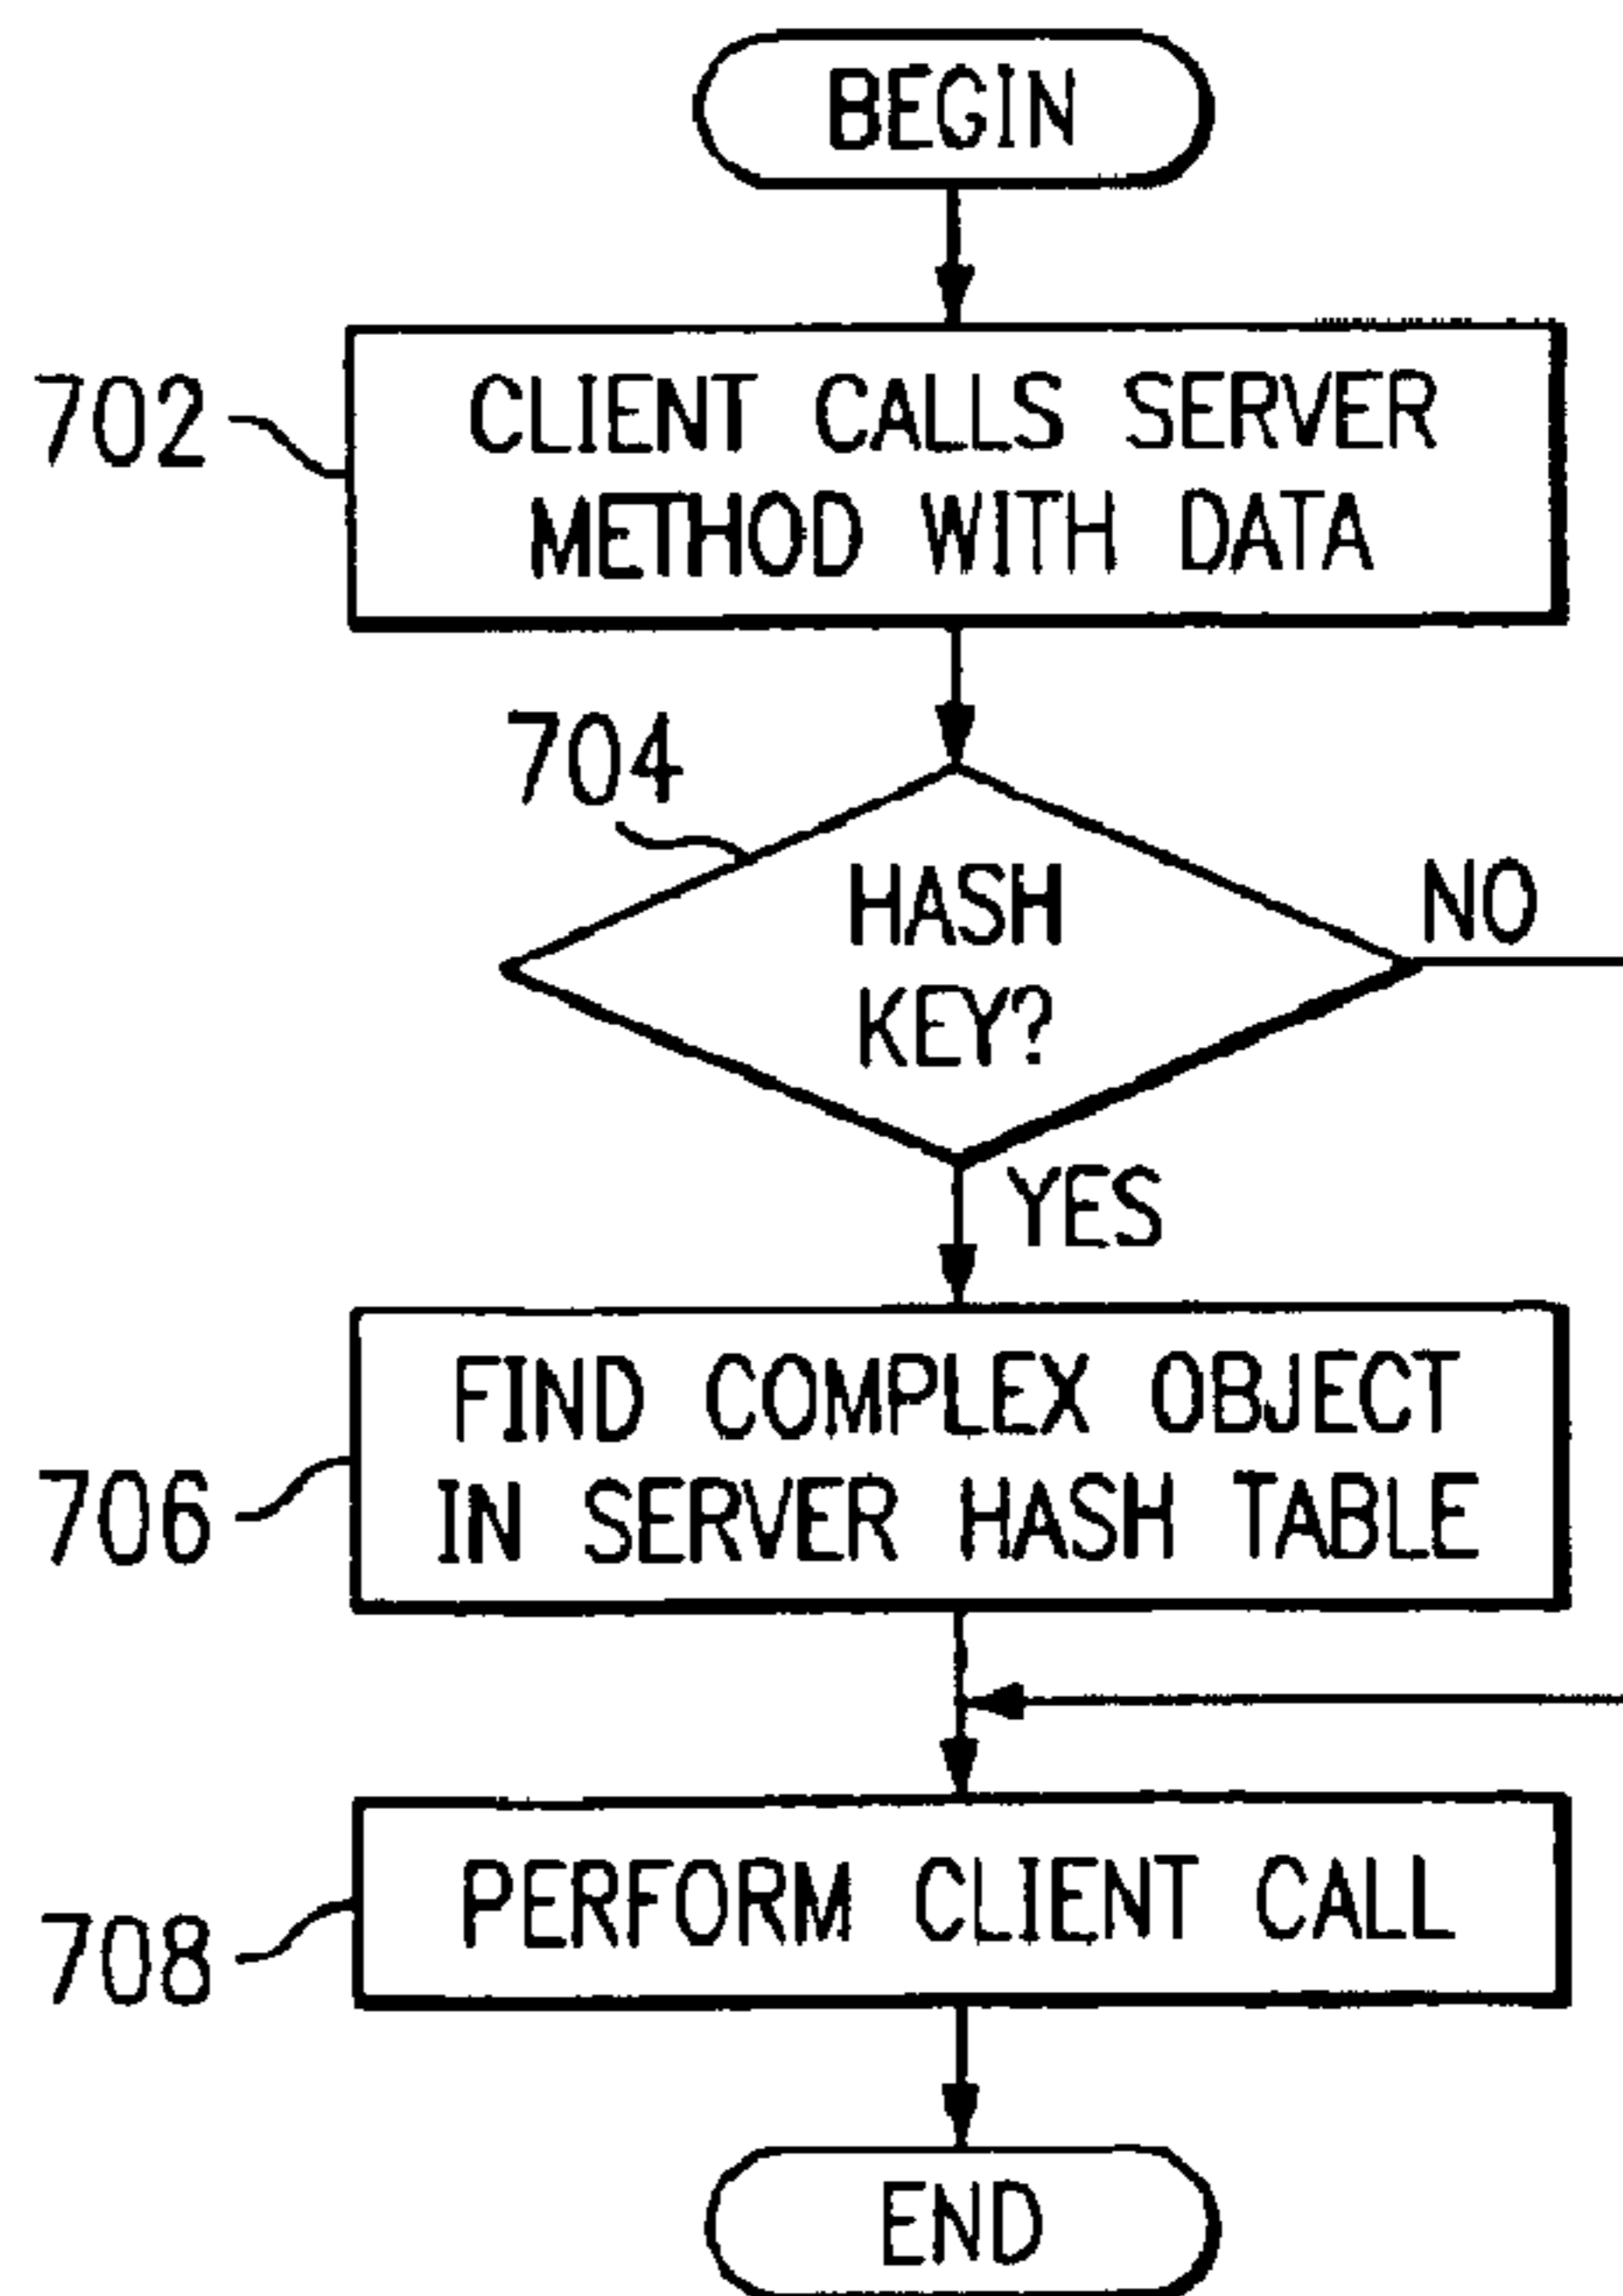 BEGIN
702
CLIENT CALLS SERVER
METHOD WITH DATA
704
HASH
KEY?
NO
YES
706
FIND COMPLEX OBJECT
IN SERVER HASH TABLE
708
PERFORM CLIENT CALL
END